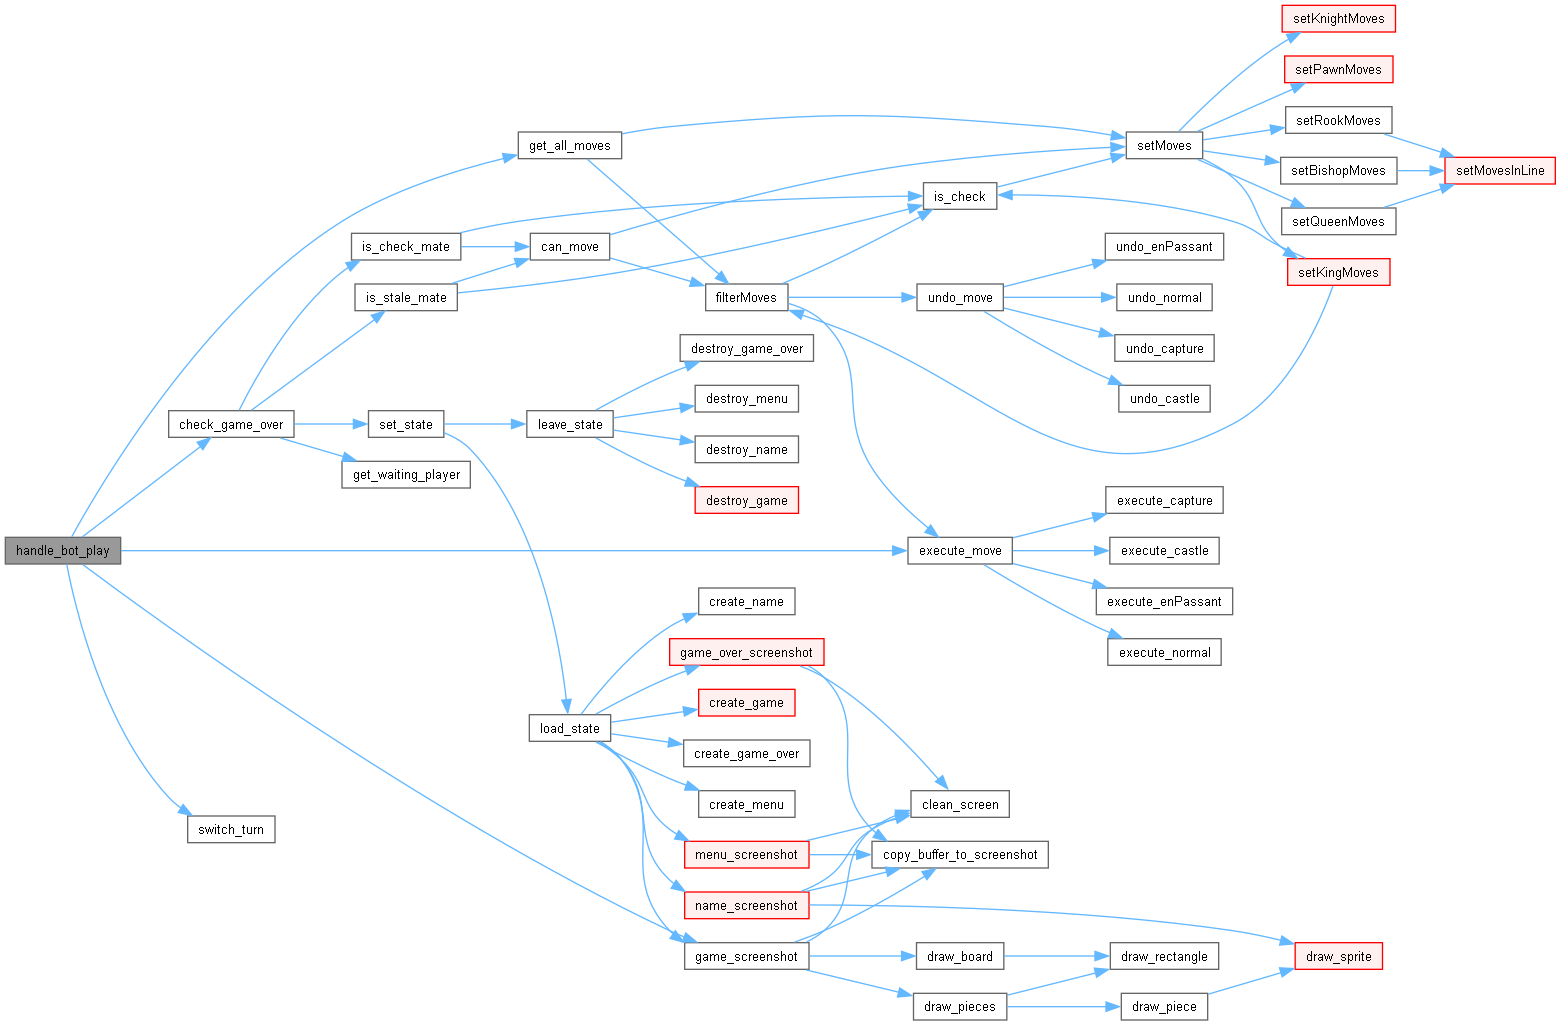 setKnightMoves
setPawnMoves
setRookMoves
get_all_moves
setMoves
setBishopMoves
setMovesInLine
is_check
setQueenMoves
is_check_mate
can_move
undo_enPassant
setKingMoves
is_stale_mate
filterMoves
undo_move
undo_normal
destroy_game_over
undo_capture
destroy_menu
undo_castle
check_game_over
set_state
leave_state
destroy_name
get_waiting_player
destroy_game
execute_capture
handle_bot_play
execute_move
execute_castle
create_name
execute_enPassant
game_over_screenshot
execute_normal
create_game
load_state
create_game_over
create_menu
clean_screen
switch_turn
menu_screenshot
copy_buffer_to_screenshot
name_screenshot
game_screenshot
draw_board
draw_rectangle
draw_sprite
draw_pieces
draw_piece